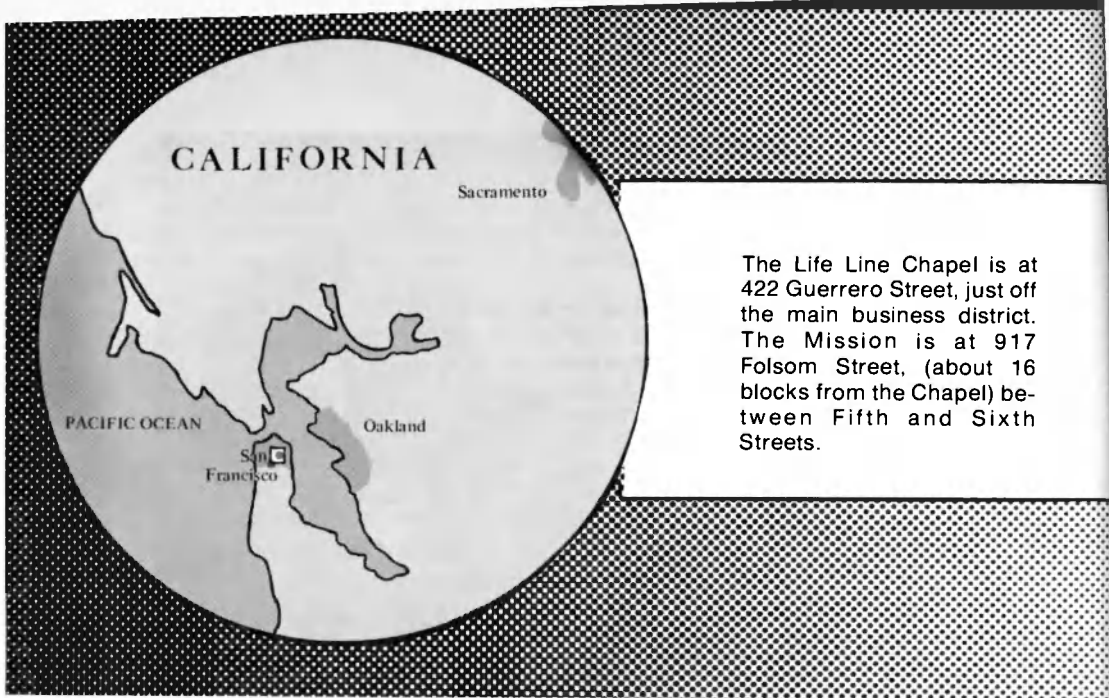 CALIFORNIA
Sacramento
PACIFIC OCEAN
Oakland
San
Francisco
The Life Line Chapel is at
422 Guerrero Street, just off
the main business district.
The Mission is at 917
Folsom Street, (about 16
blocks from the Chapel) be-
tween Fifth and Sixth
Streets.